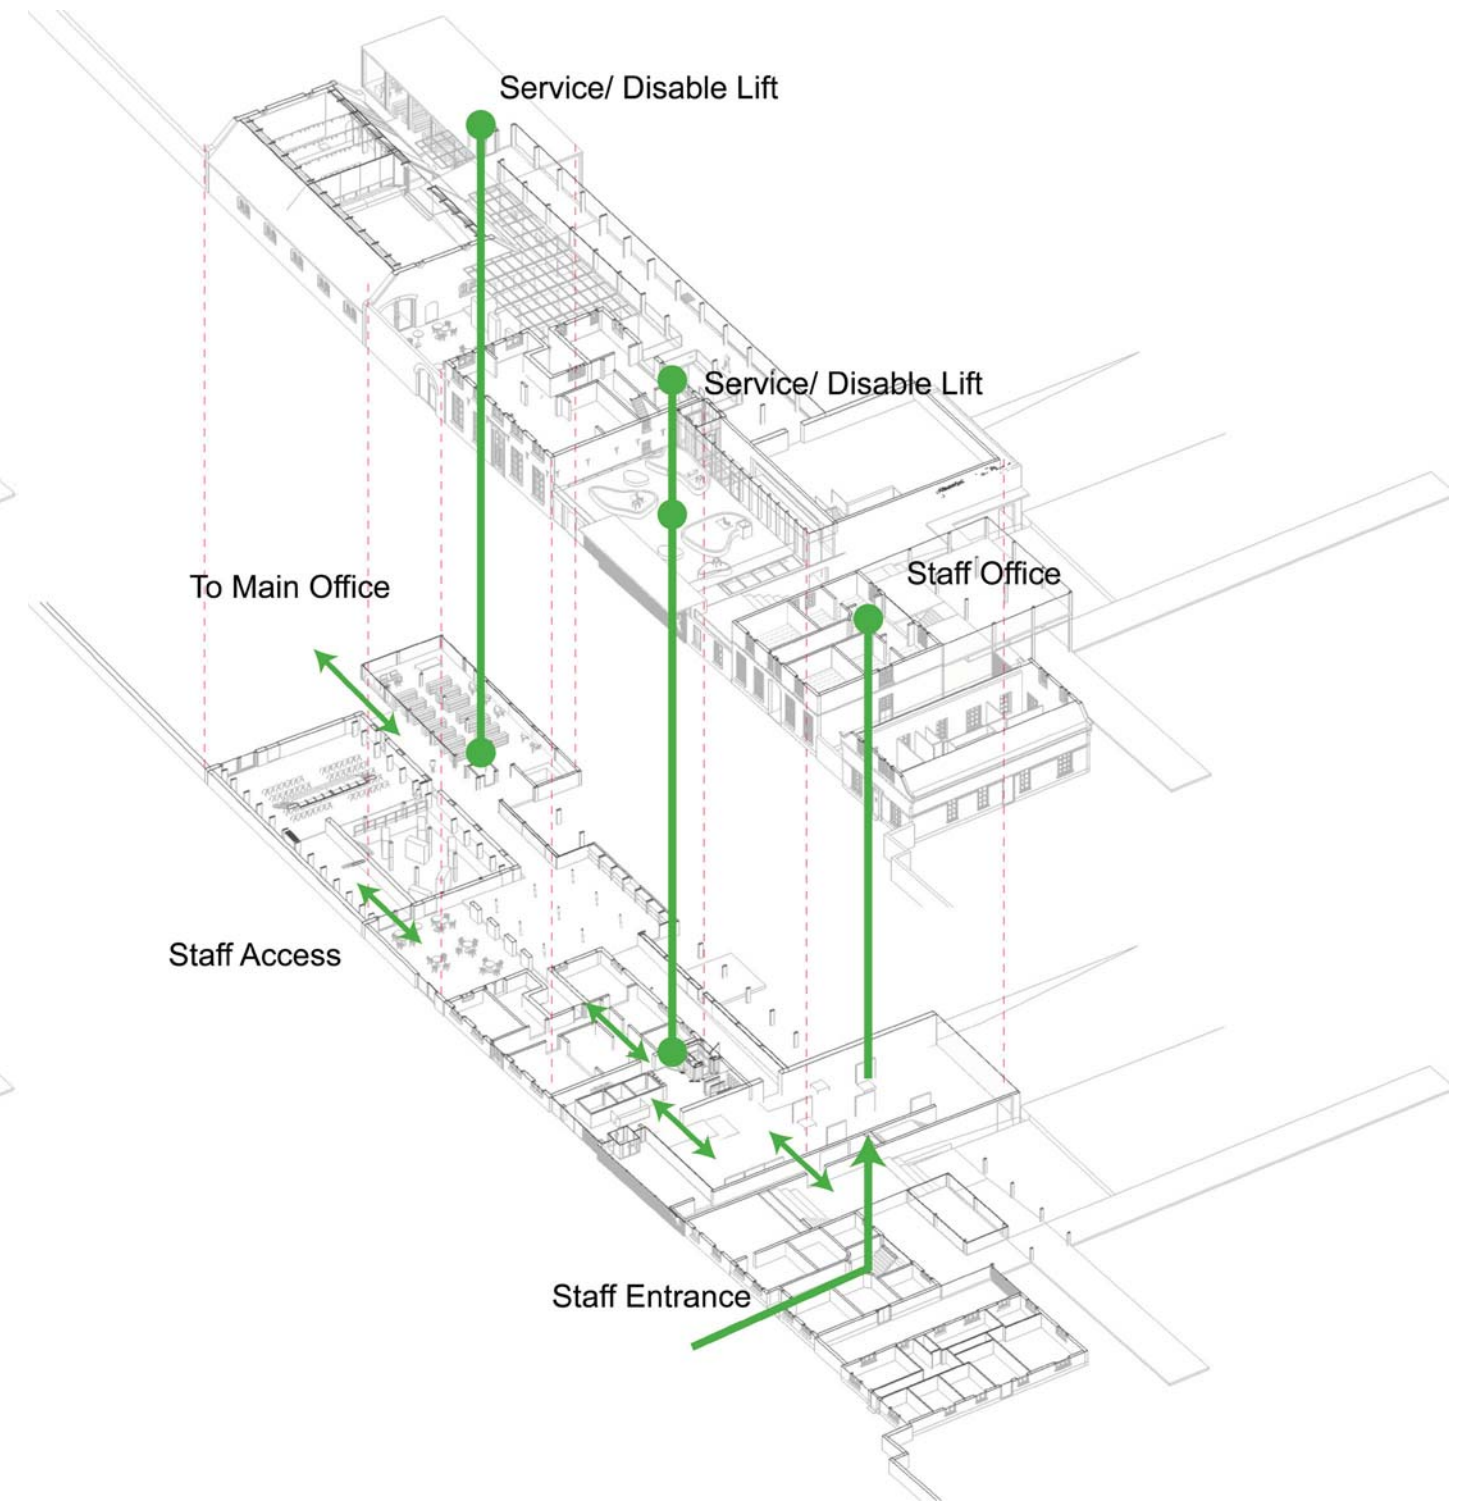 Service/ Disable Lift
Service/ Disable Lift
Staff Office
To Main Office
Staff Access
Staff Entrance